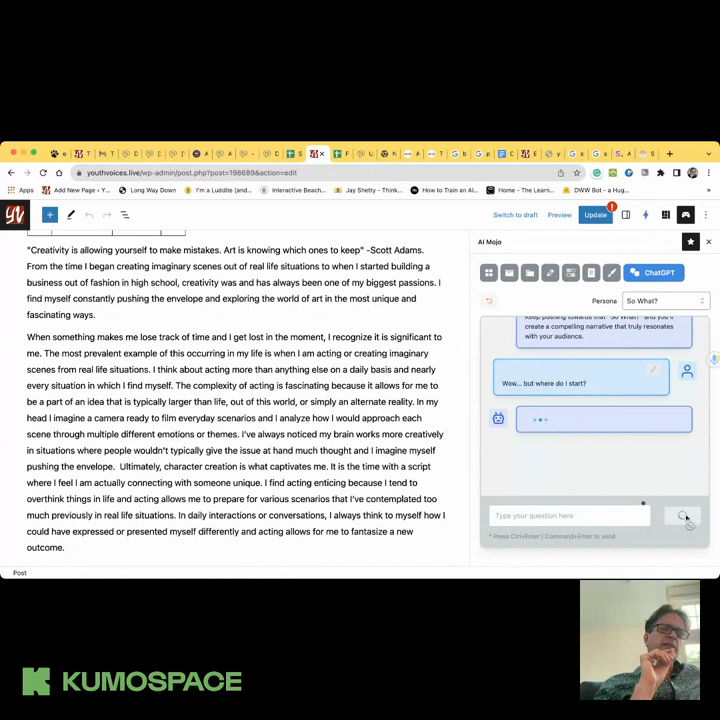 youthvoices.live/wp-admin/post.php?post=198689&action=edit
Apps
Add New Page ‹ Y...
Long Way Down
I'm a Luddite (and...
Interactive Beach...
Jay Shetty - Think...
How to Train an Al...
Home - The Learn...
DWW Bot - a Hug...
Switch to draft
Preview
Update
!
AI Mojo
ChatGPT
"Creativity is allowing yourself to make mistakes. Art is knowing which ones to keep" -Scott Adams.
From the time I began creating imaginary scenes out of real life situations to when I started building a
business out of fashion in high school, creativity was and has always been one of my biggest passions. I
find myself constantly pushing the envelope and exploring the world of art in the most unique and
fascinating ways.
When something makes me lose track of time and I get lost in the moment, I recognize it is significant to
me. The most prevalent example of this occurring in my life is when I am acting or creating imaginary
scenes from real life situations. I think about acting more than anything else on a daily basis and nearly
every situation in which I find myself. The complexity of acting is fascinating because it allows for me to
be a part of an idea that is typically larger than life, out of this world, or simply an alternate reality. In my
head I imagine a camera ready to film everyday scenarios and I analyze how I would approach each
scene through multiple different emotions or themes. I've always noticed my brain works more creatively
in situations where people wouldn't typically give the issue at hand much thought and I imagine myself
pushing the envelope.  Ultimately, character creation is what captivates me. It is the time with a script
where I feel I am actually connecting with someone unique. I find acting enticing because I tend to
overthink things in life and acting allows me to prepare for various scenarios that I've contemplated too
much previously in real life situations. In daily interactions or conversations, I always think to myself how I
could have expressed or presented myself differently and acting allows for me to fantasize a new
outcome.
Persona
So What?
Keep pushing towards that "So What?" and you'll
create a compelling narrative that truly resonates
with your audience.
Wow... but where do I start?
Type your question here
* Press Ctrl+Enter / Command+Enter to send
Post
KUMOSPACE